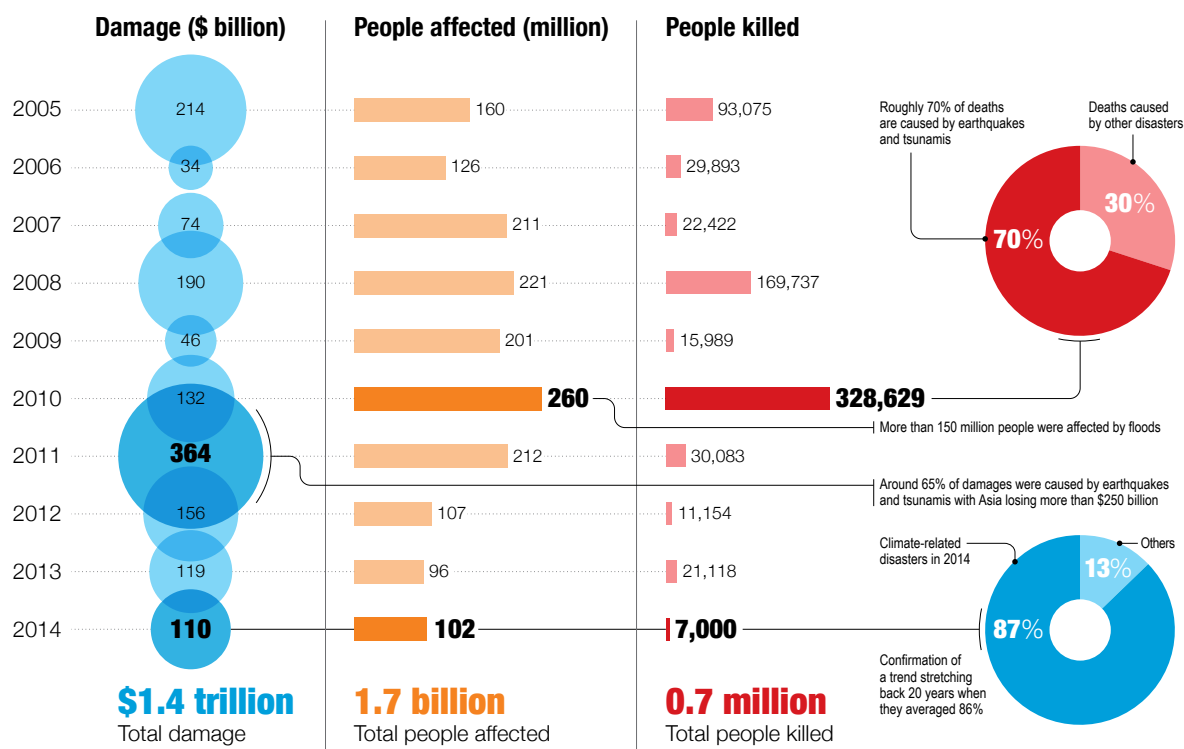 Damage ($ billion)
People affected (million)
People killed
2005
214
160
93,075
2006
34
126
29,893
2007
74
211
22,422
2008
190
221
169,737
2009
46
201
15,989
2010
132
260
328,629
2011
364
212
30,083
2012
156
107
11,154
2013
119
96
21,118
2014
110
102
7,000
$1.4 trillion
Total damage
1.7 billion
Total people affected
0.7 million
Total people killed
Roughly 70% of deaths
are caused by earthquakes
and tsunamis
Deaths caused
by other disasters
30%
70%
More than 150 million people were affected by floods
Around 65% of damages were caused by earthquakes
and tsunamis with Asia losing more than $250 billion
Climate-related
disasters in 2014
Others
13%
87%
Confirmation of
a trend stretching
back 20 years when
they averaged 86%